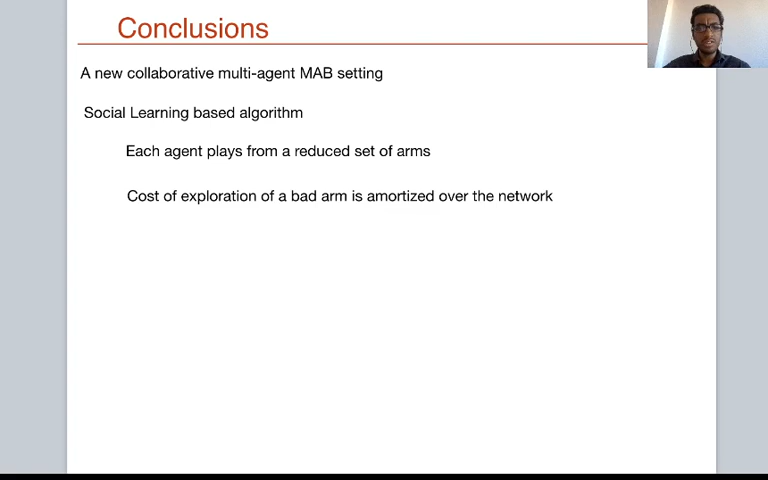 Conclusions
A new collaborative multi-agent MAB setting
Social Learning based algorithm
Each agent plays from a reduced set of arms
Cost of exploration of a bad arm is amortized over the network